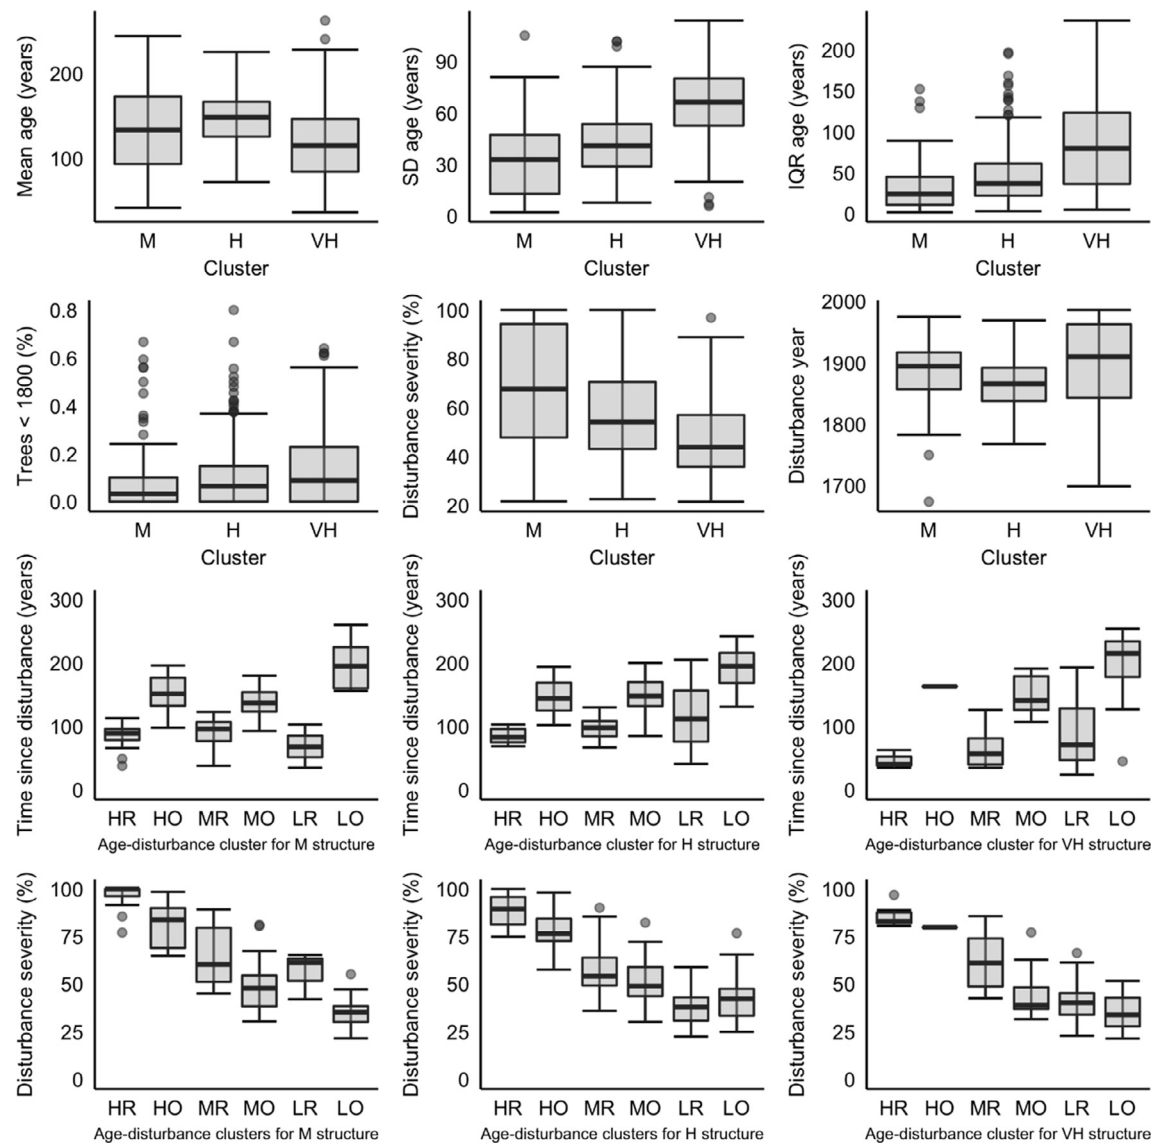 Mean age (years)
200
100
M H VH
Cluster
SD age (years)
90
60
30
0
M H VH
Cluster
IQR age (years)
200
150
100
50
0
M H VH
Cluster
Trees < 1800 (%)
0.8
0.6
0.4
0.2
0.0
M H VH
Cluster
Disturbance severity (%)
100
80
60
40
20
M H VH
Cluster
Disturbance year
2000
1900
1800
1700
M H VH
Cluster
Time since disturbance (years)
300
200
100
0
HR HO MR MO LR LO
Age-disturbance cluster for M structure
Time since disturbance (years)
300
200
100
0
HR HO MR MO LR LO
Age-disturbance cluster for H structure
Time since disturbance (years)
300
200
100
0
HR HO MR MO LR LO
Age-disturbance cluster for VH structure
Disturbance severity (%)
100
75
50
25
0
HR HO MR MO LR LO
Age-disturbance clusters for M structure
Disturbance severity (%)
100
75
50
25
0
HR HO MR MO LR LO
Age-disturbance clusters for H structure
Disturbance severity (%)
100
75
50
25
0
HR HO MR MO LR LO
Age-disturbance cluster for VH structure